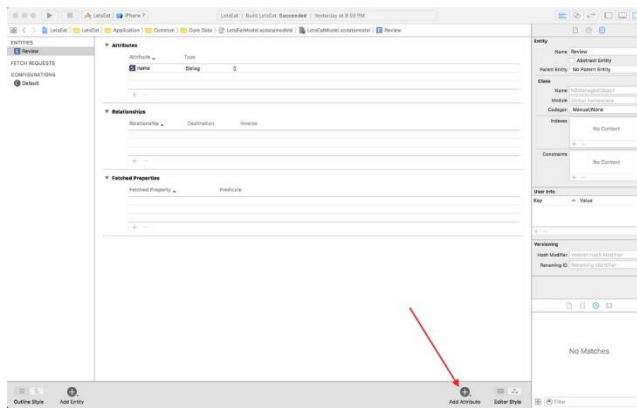 LetsEat
iPhone 7
LetsEat | Build LetsEat: Succeeded | Yesterday at 8:59 PM
LetsEat
LetsEat
Application
Common
Core Data
LetsEatModel.xcdatamodeld
LetsEatModel.xcdatamodel
Review
ENTITIES
Review
FETCH REQUESTS
CONFIGURATIONS
Default
Attributes
Attribute
Type
name
String
Relationships
Relationship
Destination
Inverse
Fetched Properties
Fetched Property
Predicate
Outline Style
Add Entity
Add Attribute
Editor Style
Entity
Name Review
Abstract Entity
Parent Entity No Parent Entity
Class
Name NSManagedObject
Module Global namespace
Codegen Manual/None
Indexes
No Content
Constraints
No Content
User Info
Key
Value
Versioning
Hash Modifier Version Hash Modifier
Renaming ID Renaming Identifier
No Matches
Filter